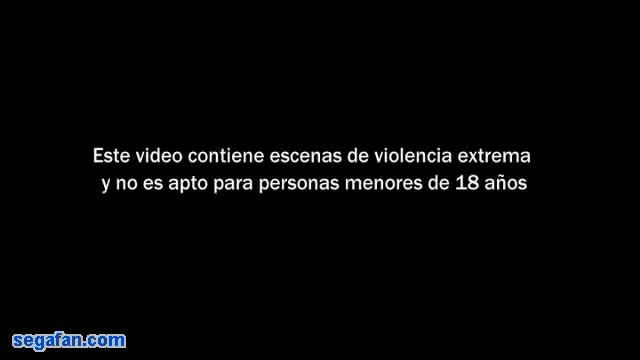 Este video contiene escenas de violencia extrema
y no es apto para personas menores de 18 años
segafan.com